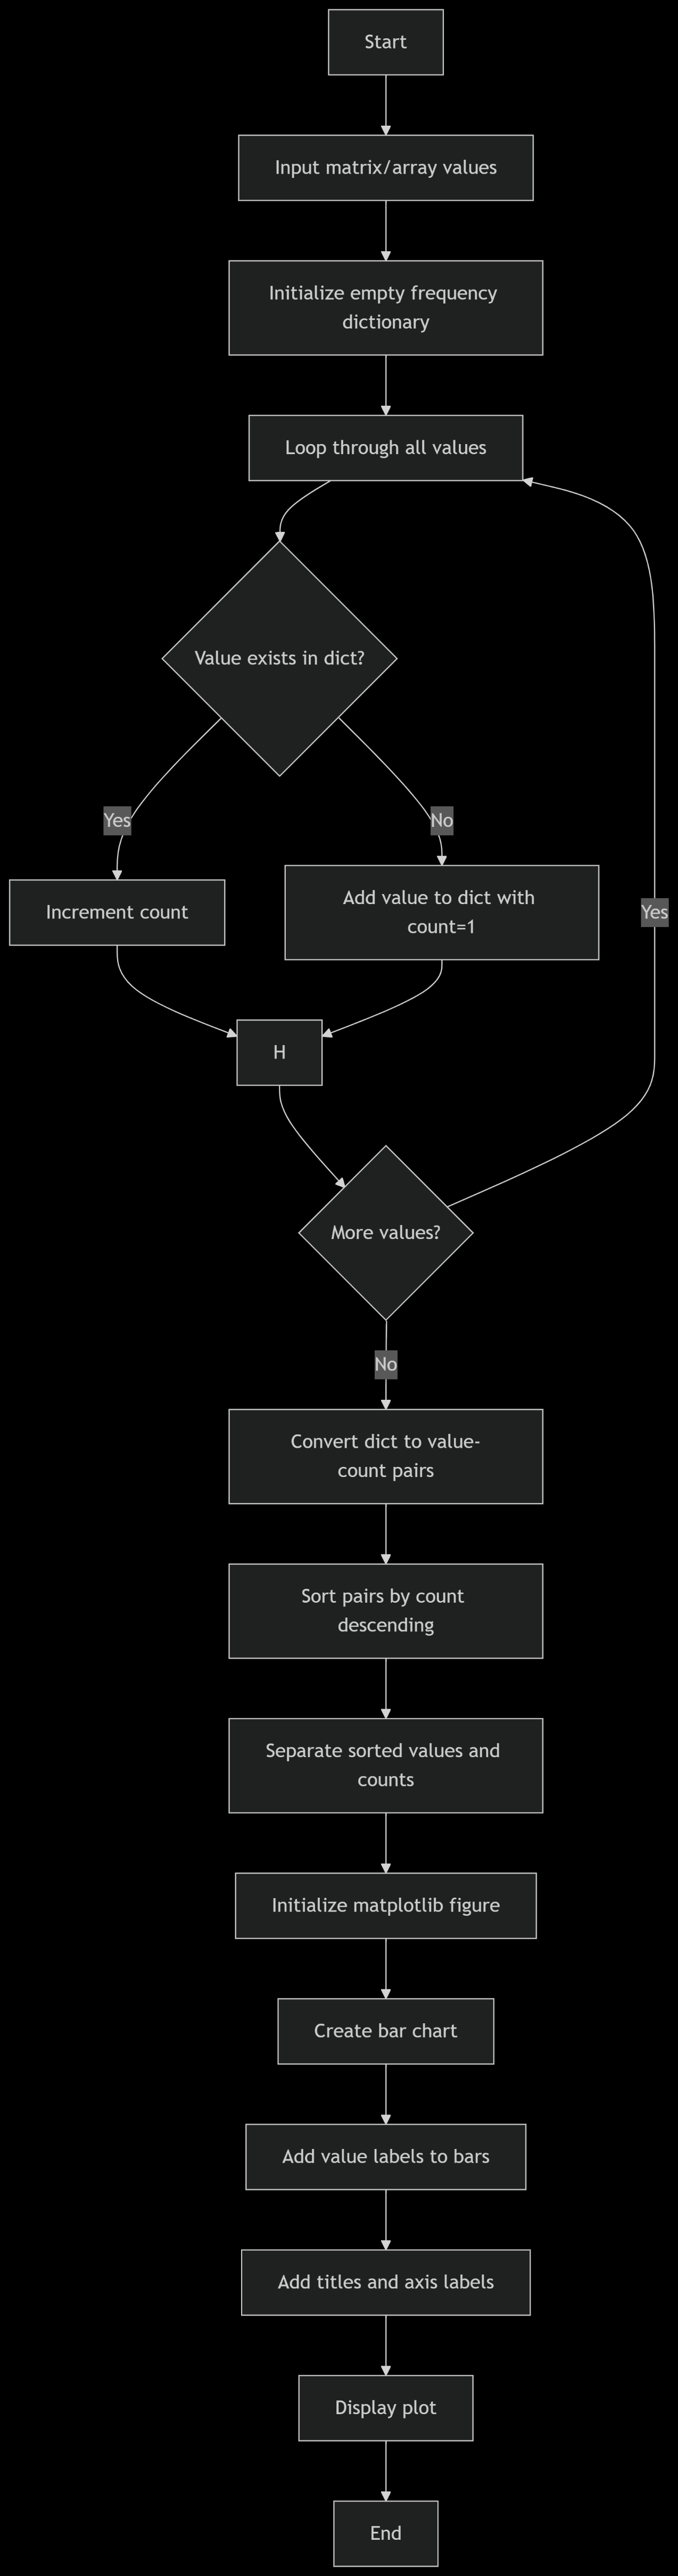 Start
Input matrix/array values
Initialize empty frequency
dictionary
Loop through all values
Value exists in dict?
Yes
No
Increment count
Add value to dict with
count=1
Yes
H
More values?
No
Convert dict to value-
count pairs
Sort pairs by count
descending
Separate sorted values and
counts
Initialize matplotlib figure
Create bar chart
Add value labels to bars
Add titles and axis labels
Display plot
End